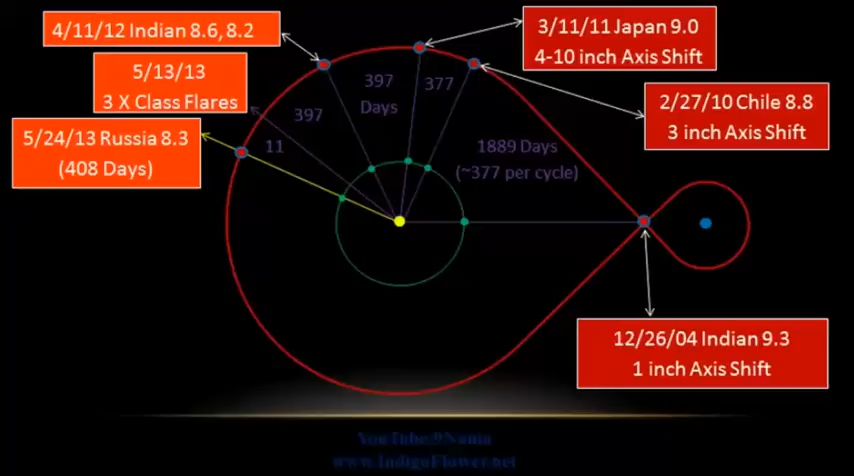 4/11/12 Indian 8.6, 8.2
3/11/11 Japan 9.0
4-10 inch Axis Shift
5/13/13
3 X Class Flares
397
Days
377
2/27/10 Chile 8.8
3 inch Axis Shift
397
5/24/13 Russia 8.3
(408 Days)
11
1889 Days
(~377 per cycle)
12/26/04 Indian 9.3
1 inch Axis Shift
www.IndigoFlower.net